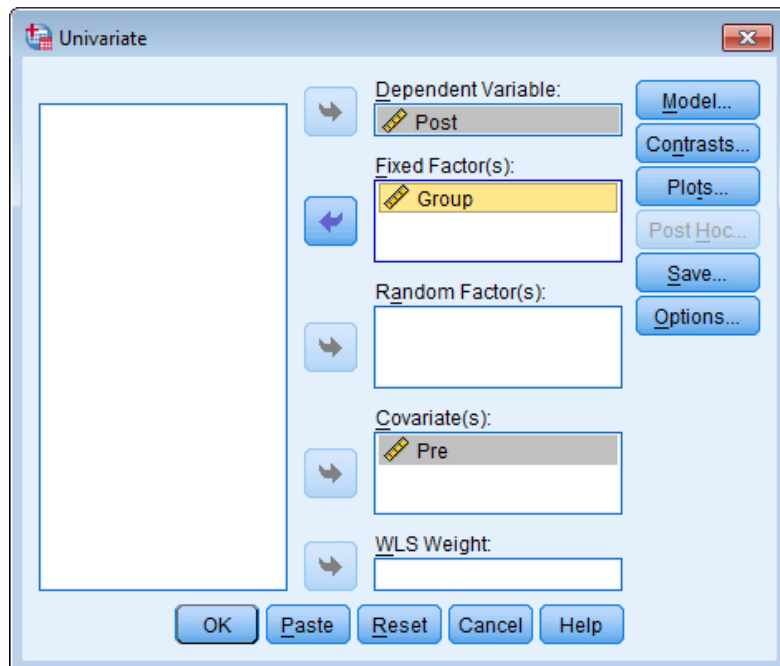 Univariate
Dependent Variable:
Post
Fixed Factor(s):
Group
Random Factor(s):
Covariate(s):
Pre
WLS Weight:
Model...
Contrasts...
Plots...
Post Hoc...
Save...
Options...
OK
Paste
Reset
Cancel
Help